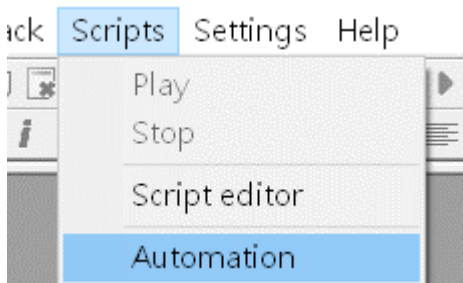 ack Scripts Settings Help
Play
Stop
i
Script editor
Automation